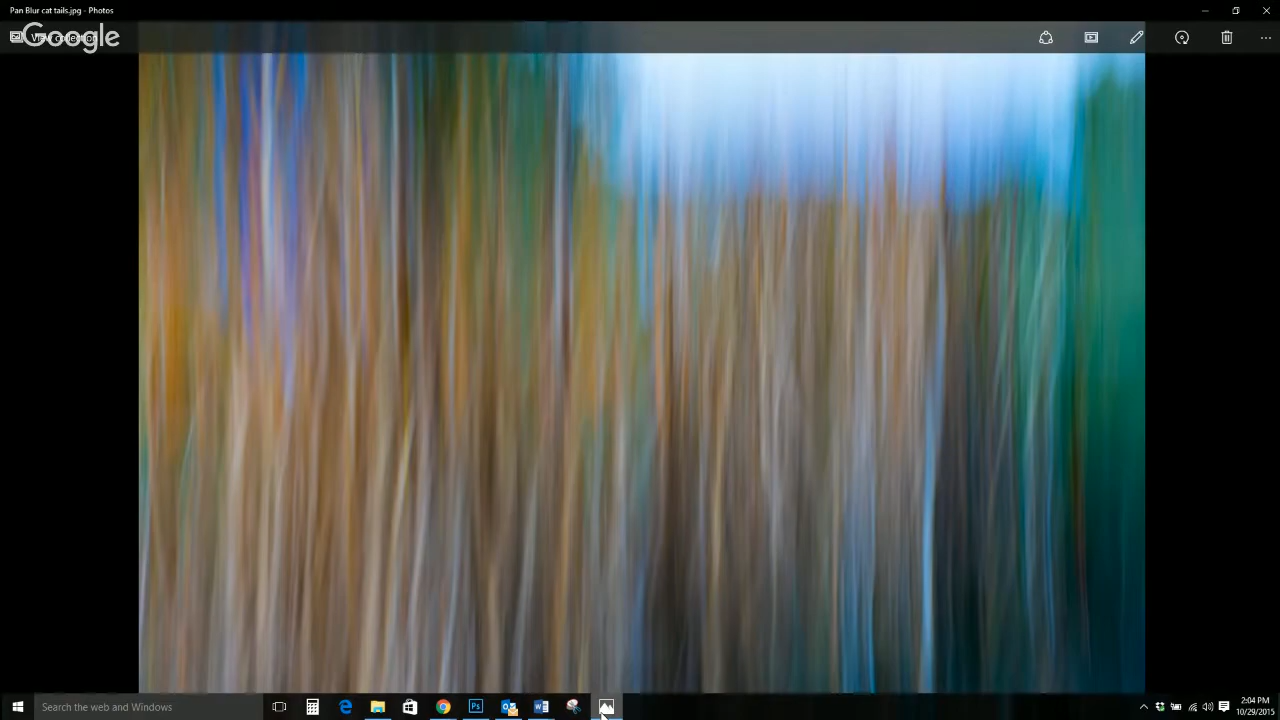 Pan Blur cat tails.jpg - Photos
Google
Search the web and Windows
2:04 PM
10/29/2015